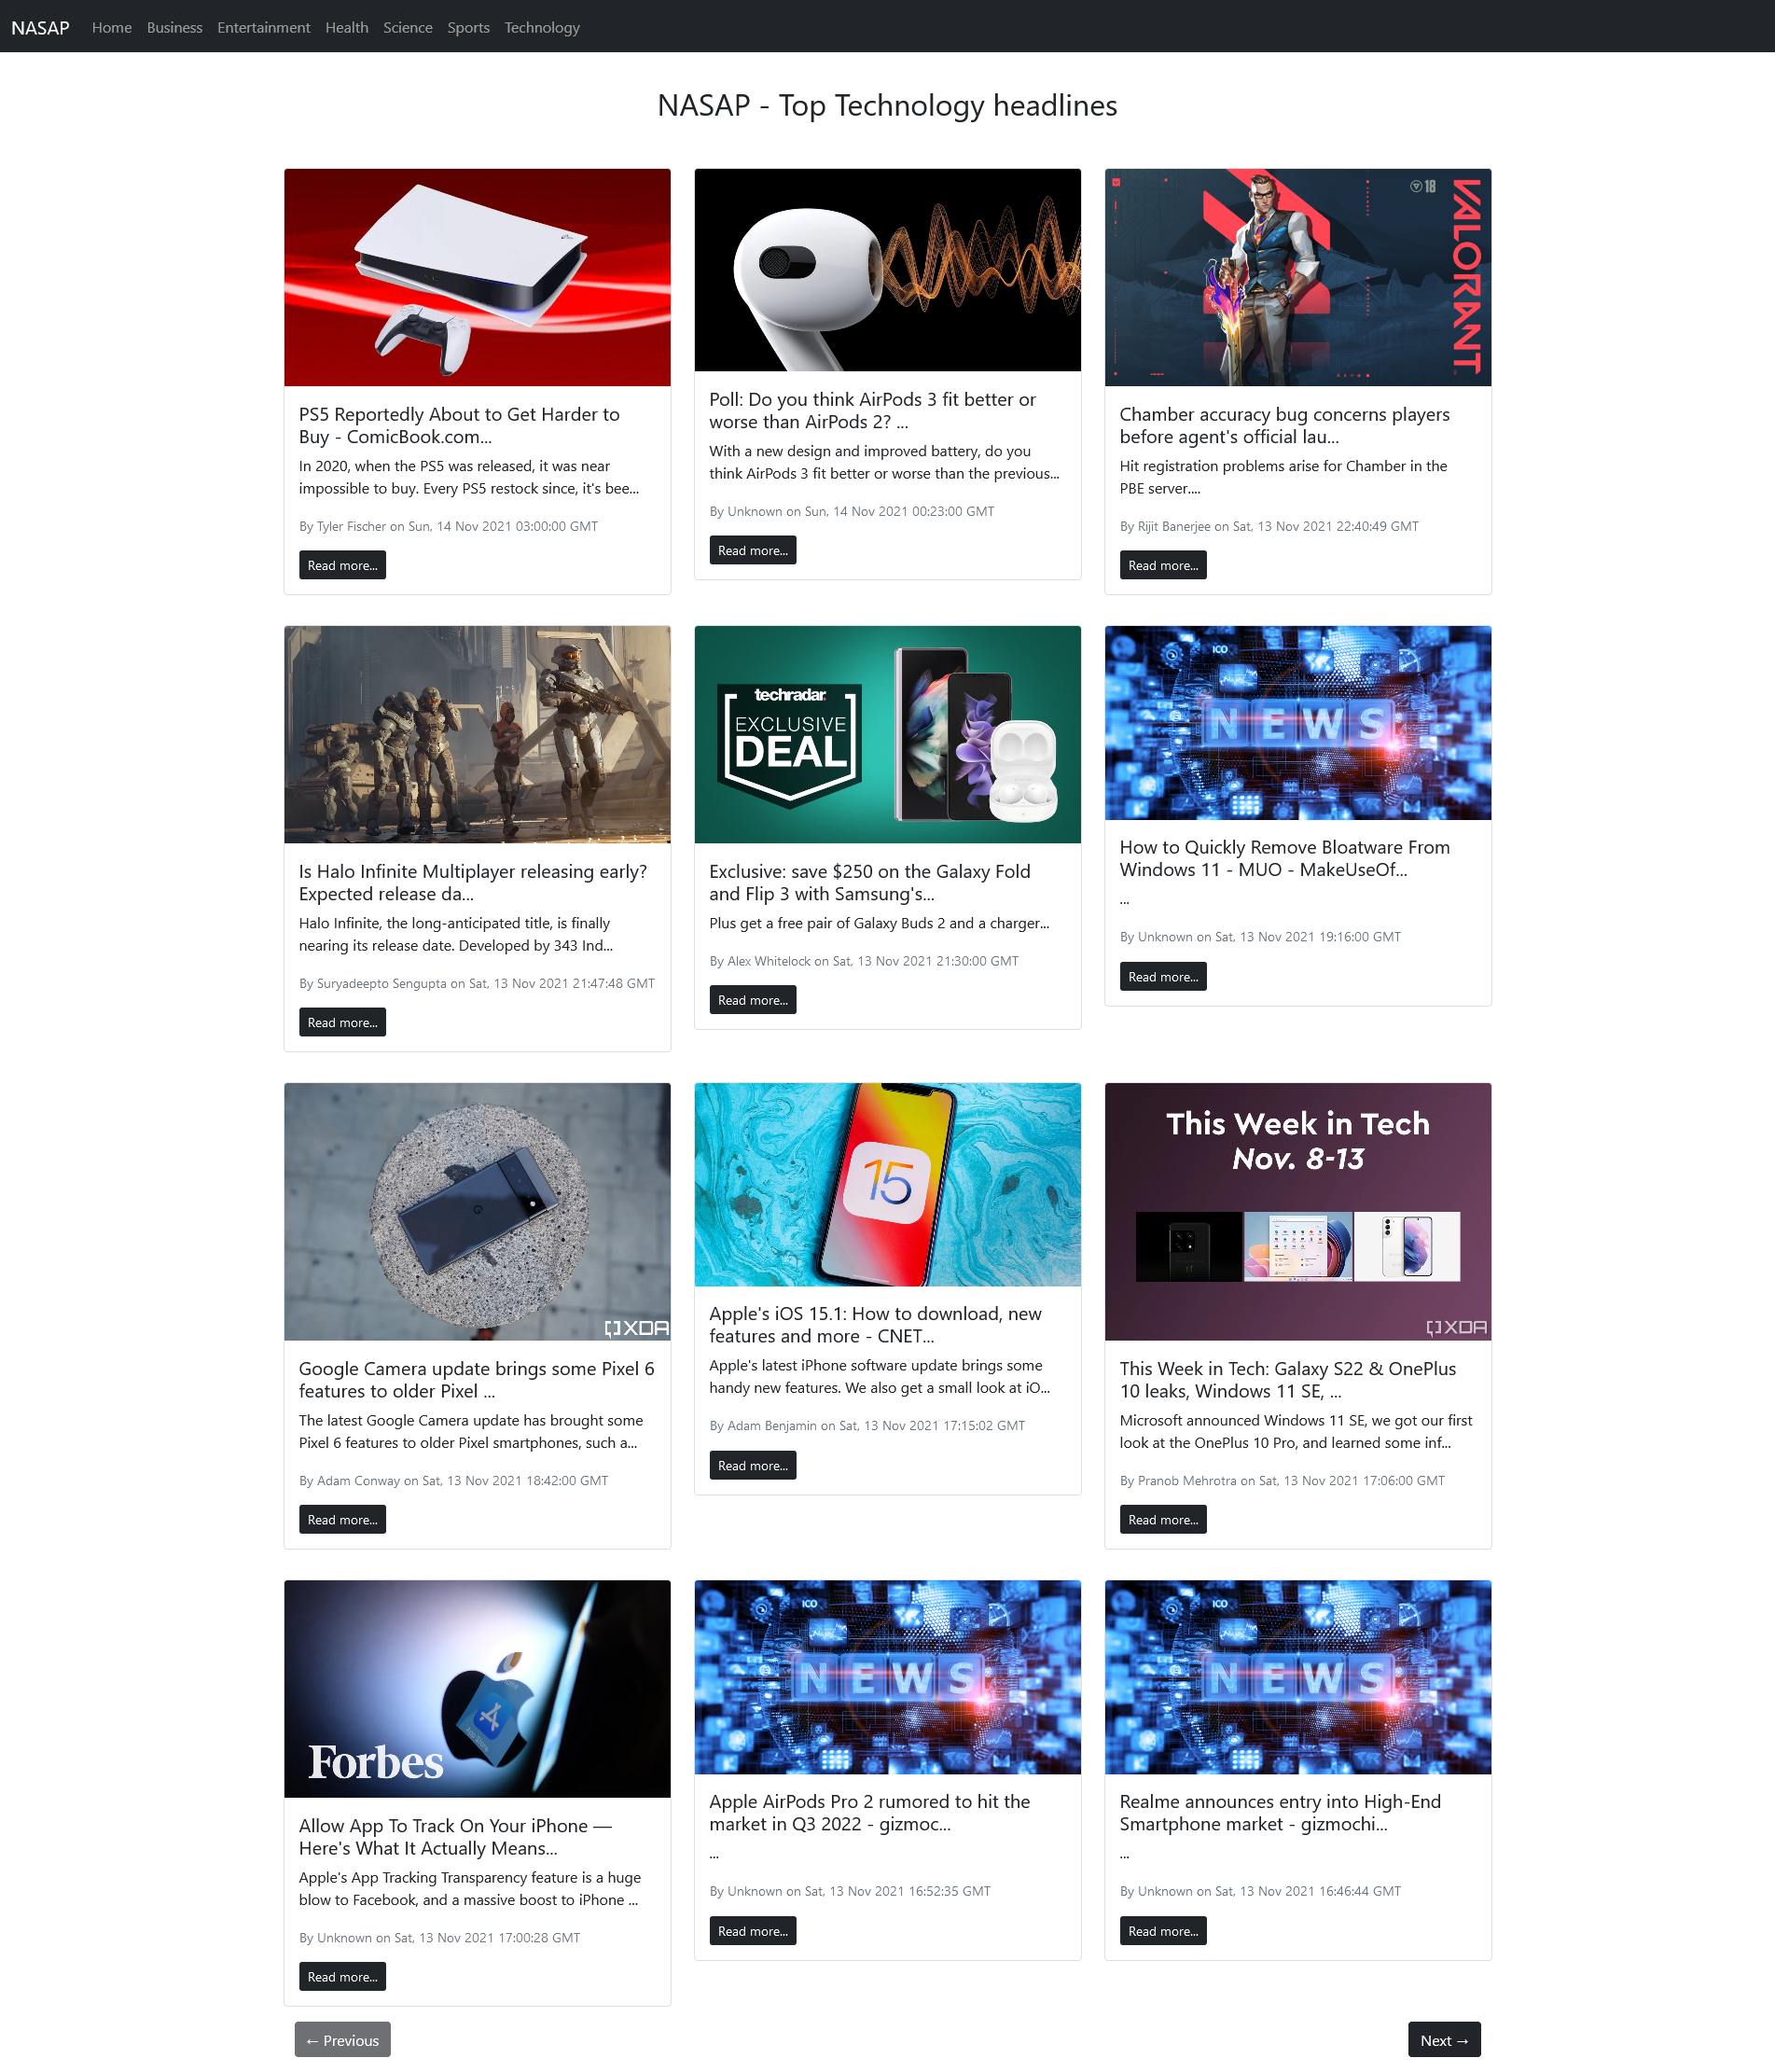 NASAP Home Business Entertainment Health Science Sports Technology
NASAP - Top Technology headlines
18
VALORANT
PS5 Reportedly About to Get Harder to
Buy - ComicBook.com...
In 2020, when the PS5 was released, it was near
impossible to buy. Every PS5 restock since, it's bee...
By Tyler Fischer on Sun, 14 Nov 2021 03:00:00 GMT
Read more...
Poll: Do you think AirPods 3 fit better or
worse than AirPods 2? ...
With a new design and improved battery, do you
think AirPods 3 fit better or worse than the previous...
By Unknown on Sun, 14 Nov 2021 00:23:00 GMT
Read more...
Chamber accuracy bug concerns players
before agent's official lau...
Hit registration problems arise for Chamber in the
PBE server....
By Rijit Banerjee on Sat, 13 Nov 2021 22:40:49 GMT
Read more...
Is Halo Infinite Multiplayer releasing early?
Expected release da...
Halo Infinite, the long-anticipated title, is finally
nearing its release date. Developed by 343 Ind...
By Suryadeepto Sengupta on Sat, 13 Nov 2021 21:47:48 GMT
Read more...
techradar
EXCLUSIVE
DEAL
Exclusive: save $250 on the Galaxy Fold
and Flip 3 with Samsung's...
Plus get a free pair of Galaxy Buds 2 and a charger...
By Alex Whitelock on Sat, 13 Nov 2021 21:30:00 GMT
Read more...
ICO
NEWS
How to Quickly Remove Bloatware From
Windows 11 - MUO - MakeUseOf...
...
By Unknown on Sat, 13 Nov 2021 19:16:00 GMT
Read more...
XDA
Google Camera update brings some Pixel 6
features to older Pixel ...
The latest Google Camera update has brought some
Pixel 6 features to older Pixel smartphones, such a...
By Adam Conway on Sat, 13 Nov 2021 18:42:00 GMT
Read more...
15
Apple's iOS 15.1: How to download, new
features and more - CNET...
Apple's latest iPhone software update brings some
handy new features. We also get a small look at iO...
By Adam Benjamin on Sat, 13 Nov 2021 17:15:02 GMT
Read more...
This Week in Tech
Nov. 8-13
XDA
This Week in Tech: Galaxy S22 & OnePlus
10 leaks, Windows 11 SE, ...
Microsoft announced Windows 11 SE, we got our first
look at the OnePlus 10 Pro, and learned some inf...
By Pranob Mehrotra on Sat, 13 Nov 2021 17:06:00 GMT
Read more...
Forbes
Allow App To Track On Your iPhone —
Here's What It Actually Means...
Apple's App Tracking Transparency feature is a huge
blow to Facebook, and a massive boost to iPhone ...
By Unknown on Sat, 13 Nov 2021 17:00:28 GMT
Read more...
ICO
NEWS
Apple AirPods Pro 2 rumored to hit the
market in Q3 2022 - gizmoc...
...
By Unknown on Sat, 13 Nov 2021 16:52:35 GMT
Read more...
ICO
NEWS
Realme announces entry into High-End
Smartphone market - gizmochi...
...
By Unknown on Sat, 13 Nov 2021 16:46:44 GMT
Read more...
← Previous
Next →